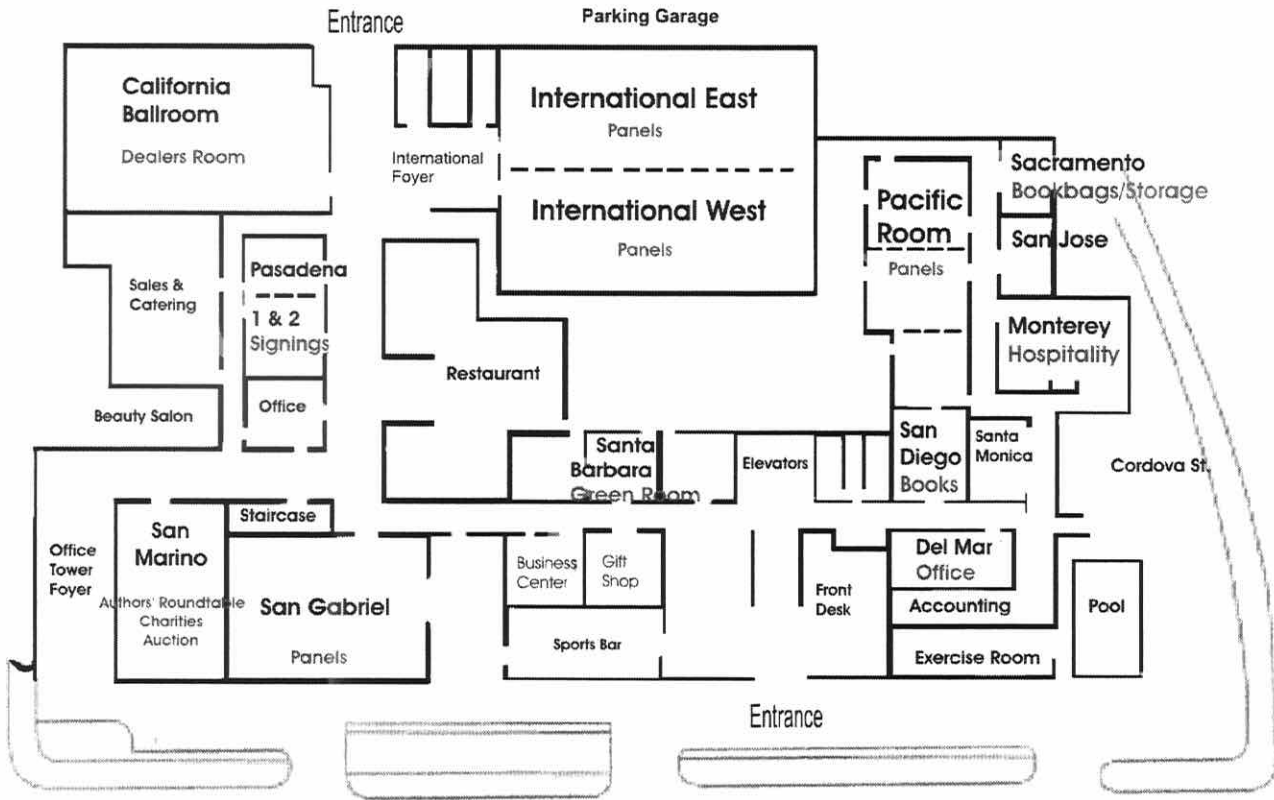 Entrance
Parking Garage
California
Ballroom
Dealers Room
International
Foyer
International East
Panels
International West
Panels
Pacific
Room
Panels
Sacramento
Bookbags/Storage
San Jose
Monterey
Hospitality
Sales &
Catering
Pasadena
1 & 2
Signings
Office
Beauty Salon
Restaurant
Santa
Barbara
Green Room
Elevators
San
Diego
Books
Santa
Monica
Cordova St.
Office
Tower
Foyer
San
Marino
Authors' Roundtable
Charities
Auction
Staircase
San Gabriel
Panels
Business
Center
Gift
Shop
Sports Bar
Front
Desk
Del Mar
Office
Accounting
Exercise Room
Pool
Entrance